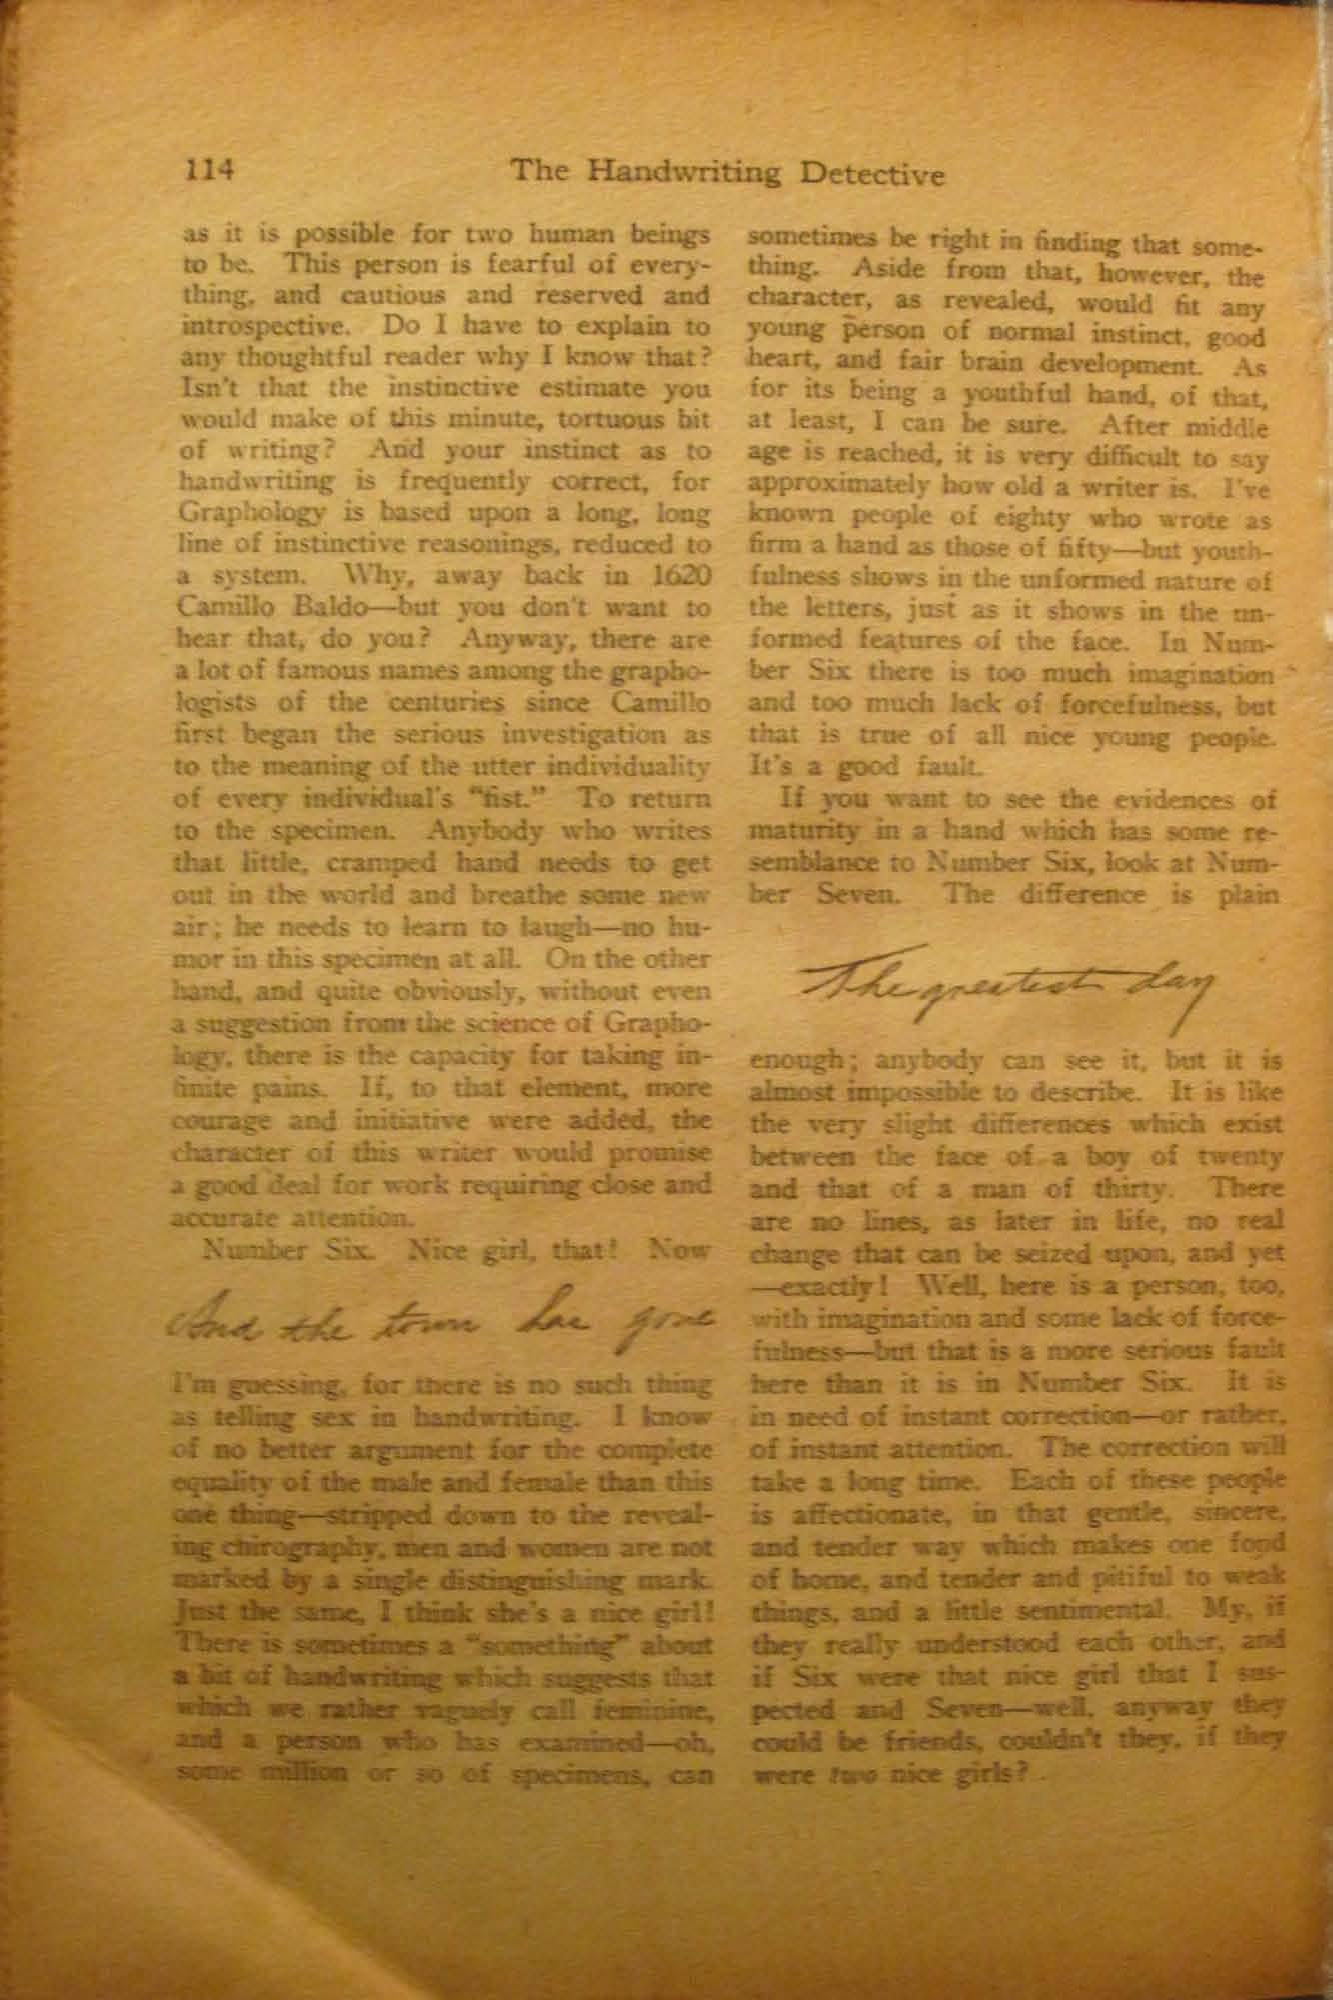 114
The Handwriting Detective
as it is possible for two human beings
to be. This person is fearful of every-
thing, and cautious and reserved and
introspective. Do I have to explain to
any thoughtful reader why I know that?
Isn't that the instinctive estimate you
would make of this minute, tortuous bit
of writing? And your instinct as to
handwriting is frequently correct, for
Graphology is based upon a long, long
line of instinctive reasonings, reduced to
a system. Why, away back in 1620
Camillo Baldo—but you don't want to
hear that, do you? Anyway, there are
a lot of famous names among the grapho-
logists of the centuries since Camillo
first began the serious investigation as
to the meaning of the utter individuality
of every individual's "fist." To return
to the specimen. Anybody who writes
that little, cramped hand needs to get
out in the world and breathe some new
air; he needs to learn to laugh—no hu-
mor in this specimen at all. On the other
hand, and quite obviously, without even
a suggestion from the science of Grapho-
logy, there is the capacity for taking in-
finite pains. If, to that element, more
courage and initiative were added, the
character of this writer would promise
a good deal for work requiring close and
accurate attention.
Number Six. Nice girl, that! Now
And the town has gone
I'm guessing, for there is no such thing
as telling sex in handwriting. I know
of no better argument for the complete
equality of the male and female than this
one thing—stripped down to the reveal-
ing chirography, men and women are not
marked by a single distinguishing mark.
Just the same, I think she's a nice girl!
There is sometimes a "something" about
a bit of handwriting which suggests that
which we rather vaguely call feminine,
and a person who has examined—oh,
some million or so of specimens, can
sometimes be right in finding that some-
thing. Aside from that, however, the
character, as revealed, would fit any
young person of normal instinct, good
heart, and fair brain development. As
for its being a youthful hand, of that,
at least, I can be sure. After middle
age is reached, it is very difficult to say
approximately how old a writer is. I've
known people of eighty who wrote as
firm a hand as those of fifty—but youth-
fulness shows in the unformed nature of
the letters, just as it shows in the un-
formed features of the face. In Num-
ber Six there is too much imagination
and too much lack of forcefulness, but
that is true of all nice young people.
It's a good fault.
If you want to see the evidences of
maturity in a hand which has some re-
semblance to Number Six, look at Num-
ber Seven. The difference is plain
The greatest day
enough; anybody can see it, but it is
almost impossible to describe. It is like
the very slight differences which exist
between the face of a boy of twenty
and that of a man of thirty. There
are no lines, as later in life, no real
change that can be seized upon, and yet
—exactly! Well, here is a person, too,
with imagination and some lack of force-
fulness—but that is a more serious fault
here than it is in Number Six. It is
in need of instant correction—or rather,
of instant attention. The correction will
take a long time. Each of these people
is affectionate, in that gentle, sincere,
and tender way which makes one fond
of home, and tender and pitiful to weak
things, and a little sentimental. My, if
they really understood each other, and
if Six were that nice girl that I sus-
pected and Seven—well, anyway they
could be friends, couldn't they, if they
were two nice girls?